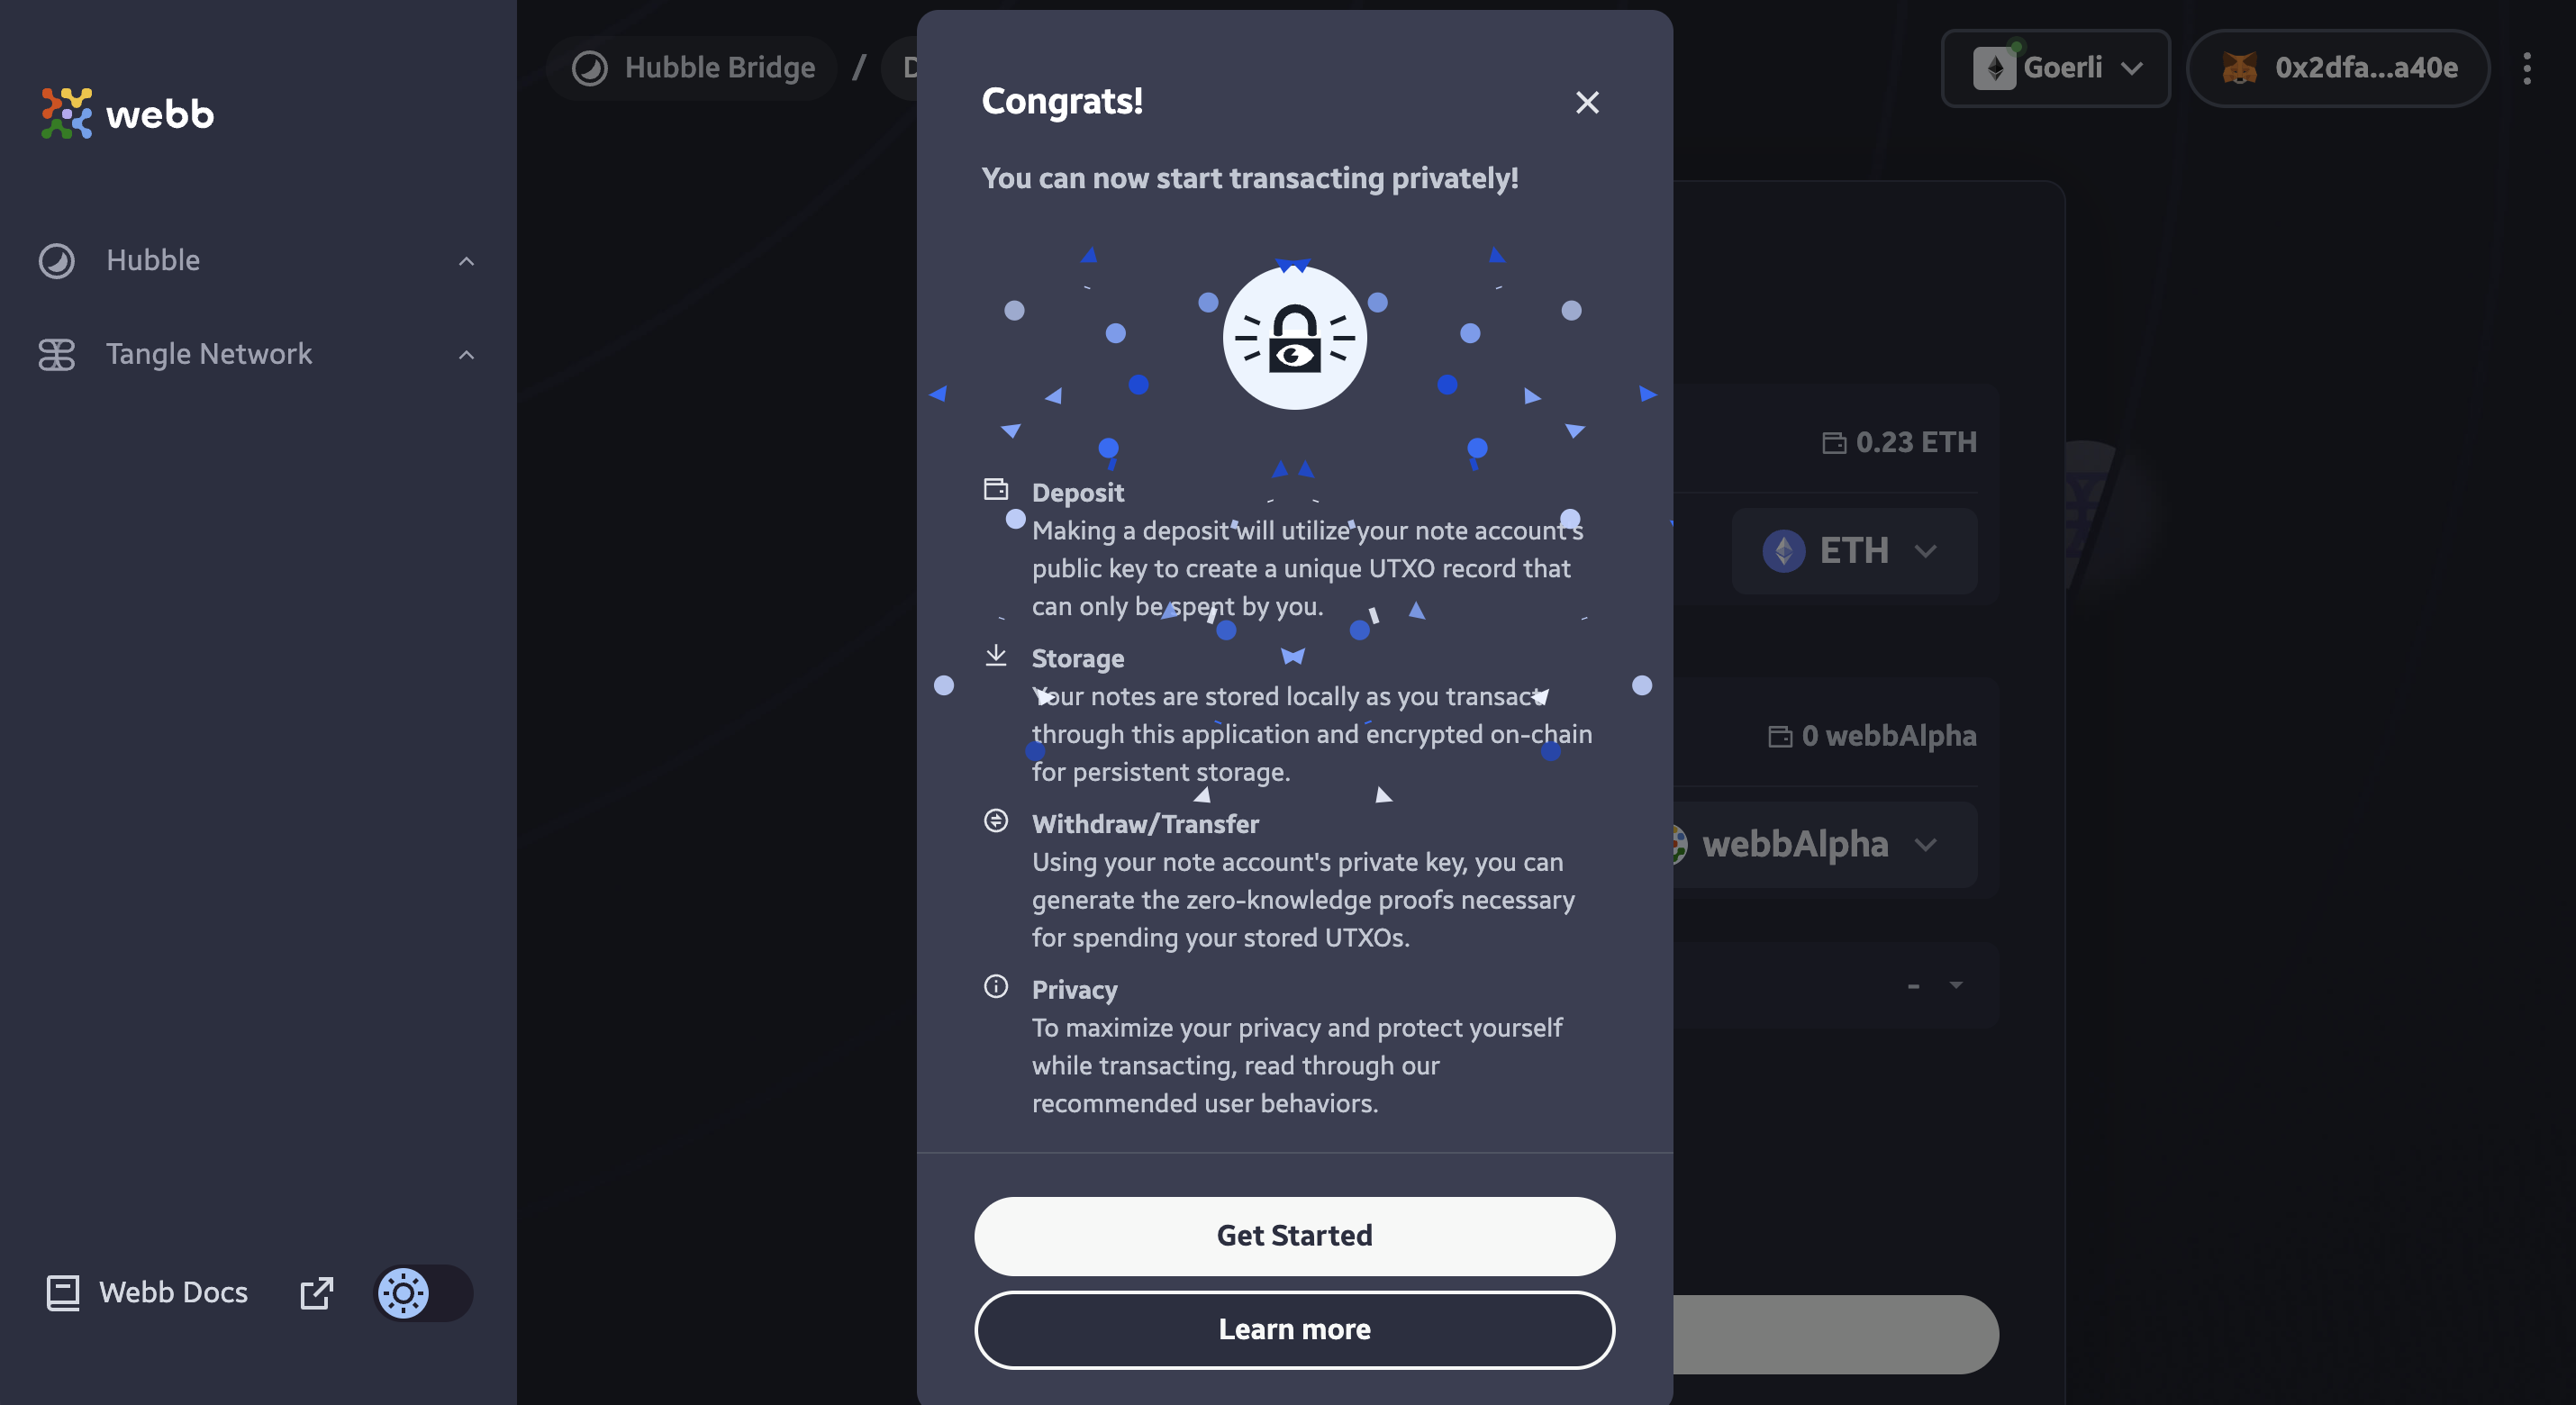 webb
Hubble
Tangle Network
Webb Docs
Hubble Bridge / D
Goerli
0x2dfa...a40e
Congrats!
You can now start transacting privately!
Deposit
Making a deposit will utilize your note account's
public key to create a unique UTXO record that
can only be spent by you.
Storage
Your notes are stored locally as you transact
through this application and encrypted on-chain
for persistent storage.
Withdraw/Transfer
Using your note account's private key, you can
generate the zero-knowledge proofs necessary
for spending your stored UTXOs.
Privacy
To maximize your privacy and protect yourself
while transacting, read through our
recommended user behaviors.
Get Started
Learn more
0.23 ETH
ETH
0 webbAlpha
webbAlpha
-